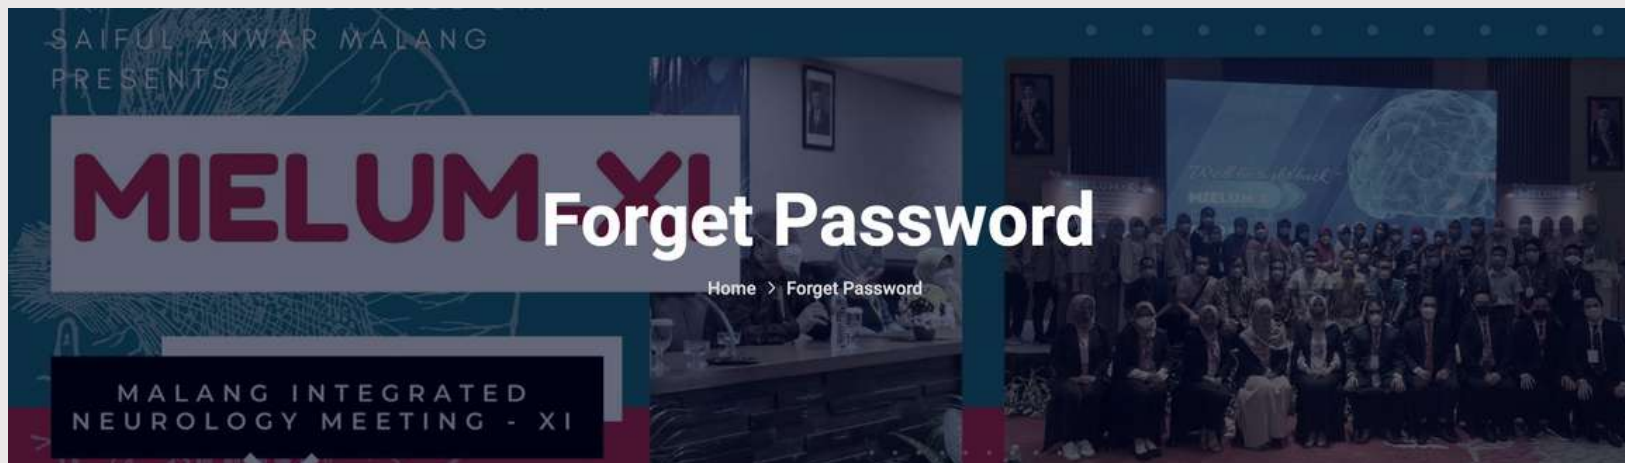 SAIFUL ANWAR MALANG
PRESENTS
MIELUM-XI
Forget Password
Home > Forget Password
MALANG INTEGRATED
NEUROLOGY MEETING - XI